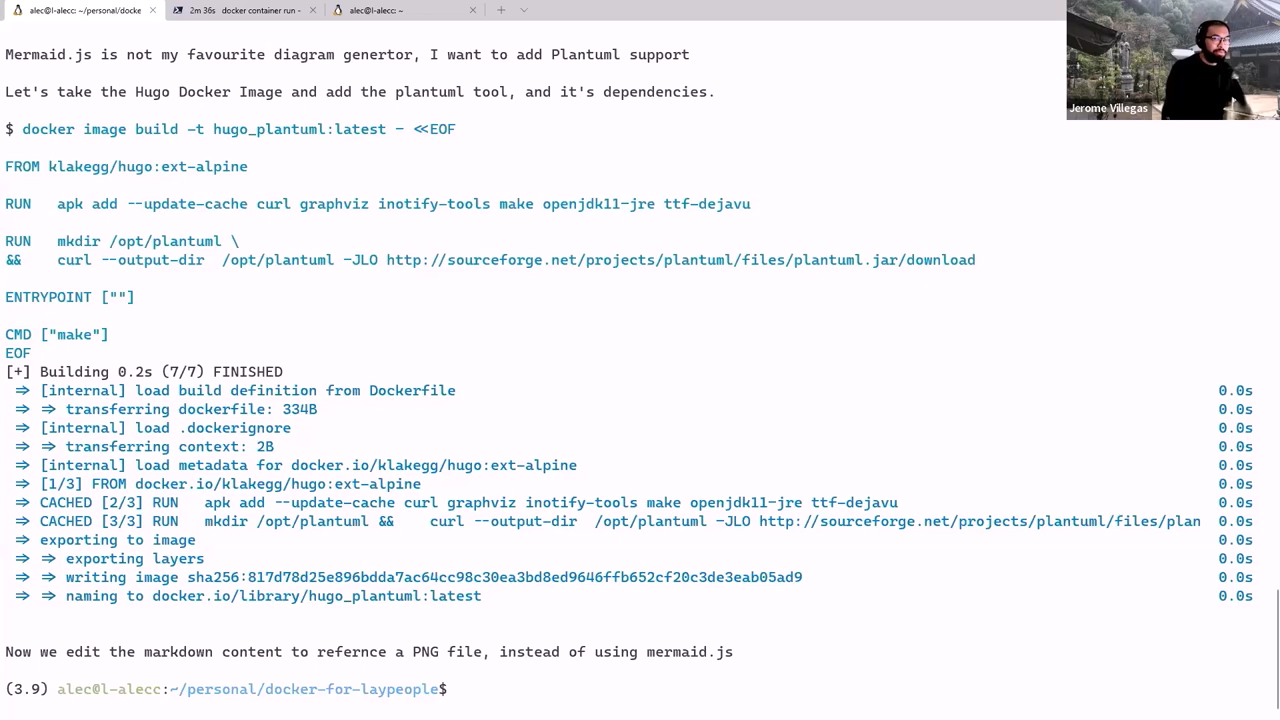 alec@l-alecc: ~/personal/docke × 2m 36s docker container run - × alec@l-alecc: ~ ×
Mermaid.js is not my favourite diagram genertor, I want to add Plantuml support
Let's take the Hugo Docker Image and add the plantuml tool, and it's dependencies.
$ docker image build -t hugo_plantuml:latest - <<EOF
FROM klakegg/hugo:ext-alpine
RUN   apk add --update-cache curl graphviz inotify-tools make openjdk11-jre ttf-dejavu
RUN   mkdir /opt/plantuml \
&&    curl --output-dir  /opt/plantuml -JLO http://sourceforge.net/projects/plantuml/files/plantuml.jar/download
ENTRYPOINT [""]
CMD ["make"]
EOF
[+] Building 0.2s (7/7) FINISHED
=> [internal] load build definition from Dockerfile 0.0s
=> => transferring dockerfile: 334B 0.0s
=> [internal] load .dockerignore 0.0s
=> => transferring context: 2B 0.0s
=> [internal] load metadata for docker.io/klakegg/hugo:ext-alpine 0.0s
=> [1/3] FROM docker.io/klakegg/hugo:ext-alpine 0.0s
=> CACHED [2/3] RUN   apk add --update-cache curl graphviz inotify-tools make openjdk11-jre ttf-dejavu 0.0s
=> CACHED [3/3] RUN   mkdir /opt/plantuml &&    curl --output-dir  /opt/plantuml -JLO http://sourceforge.net/projects/plantuml/files/plan 0.0s
=> exporting to image 0.0s
=> => exporting layers 0.0s
=> => writing image sha256:817d78d25e896bdda7ac64cc98c30ea3bd8ed9646ffb652cf20c3de3eab05ad9 0.0s
=> => naming to docker.io/library/hugo_plantuml:latest 0.0s
Now we edit the markdown content to refernce a PNG file, instead of using mermaid.js
(3.9) alec@l-alecc:~/personal/docker-for-laypeople$
Jerome Villegas